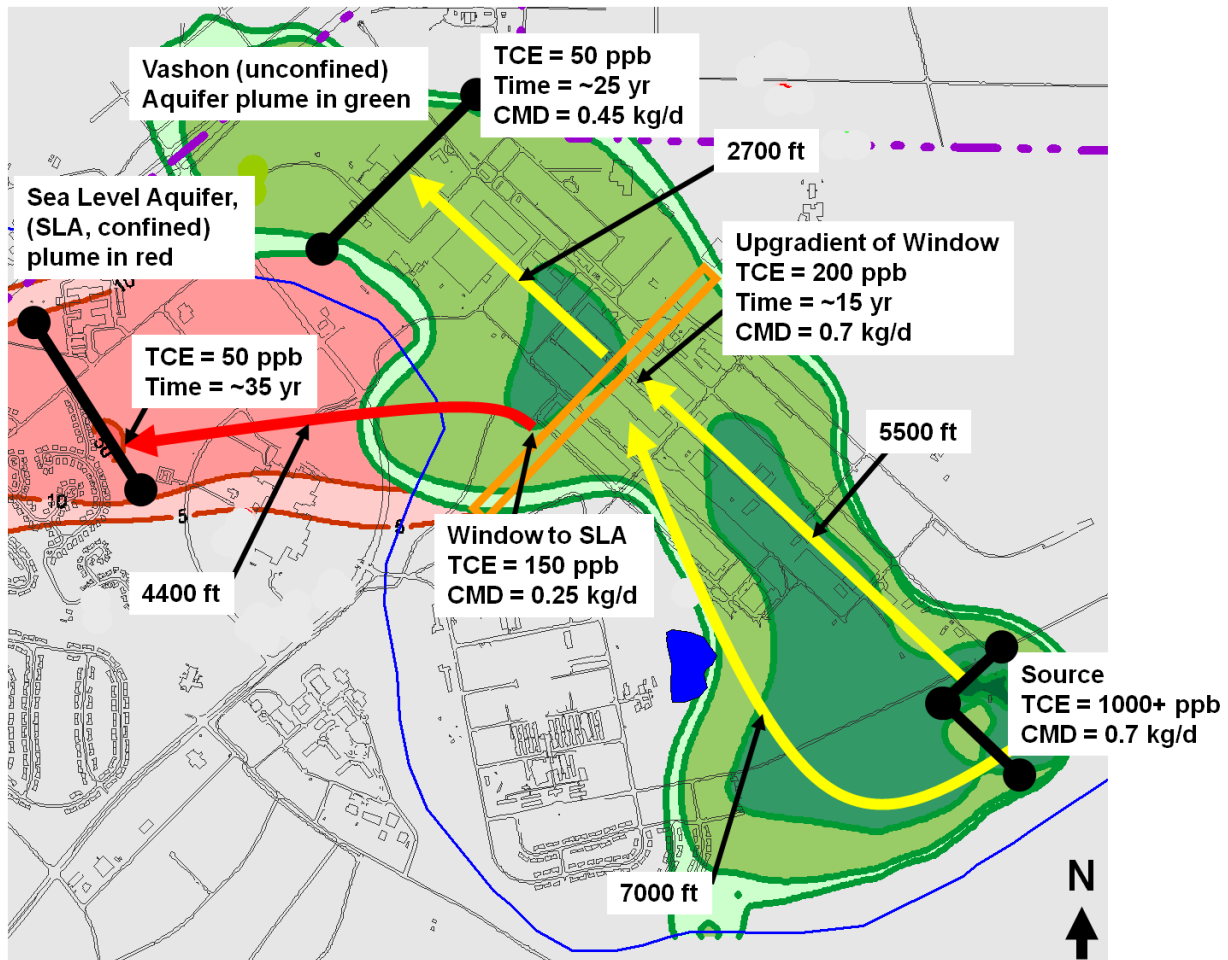 Vashon (unconfined)
Aquifer plume in green
TCE = 50 ppb
Time = ~25 yr
CMD = 0.45 kg/d
2700 ft
Sea Level Aquifer,
(SLA, confined)
plume in red
Upgradient of Window
TCE = 200 ppb
Time = ~15 yr
CMD = 0.7 kg/d
10
TCE = 50 ppb
Time = ~35 yr
5500 ft
50
10
5
5
Window to SLA
TCE = 150 ppb
CMD = 0.25 kg/d
4400 ft
Source
TCE = 1000+ ppb
CMD = 0.7 kg/d
7000 ft
N